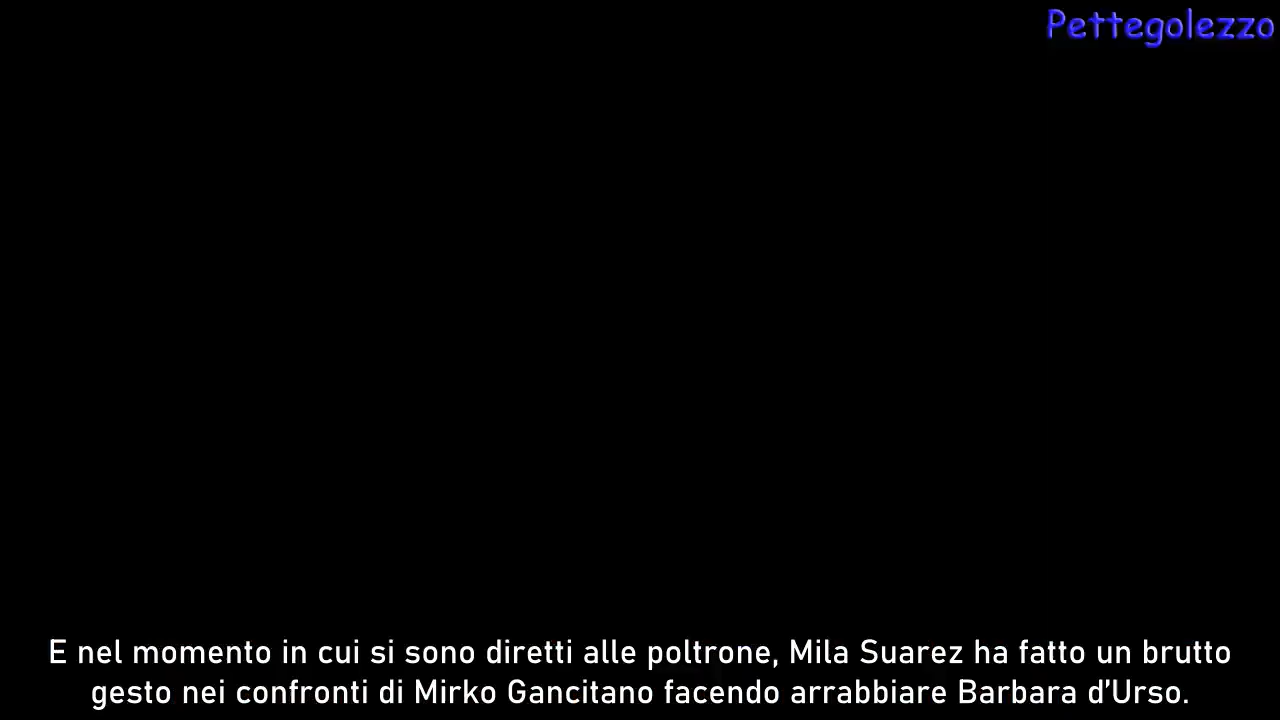 Pettegolezzo
E nel momento in cui si sono diretti alle poltrone, Mila Suarez ha fatto un brutto
gesto nei confronti di Mirko Gancitano facendo arrabbiare Barbara d’Urso.